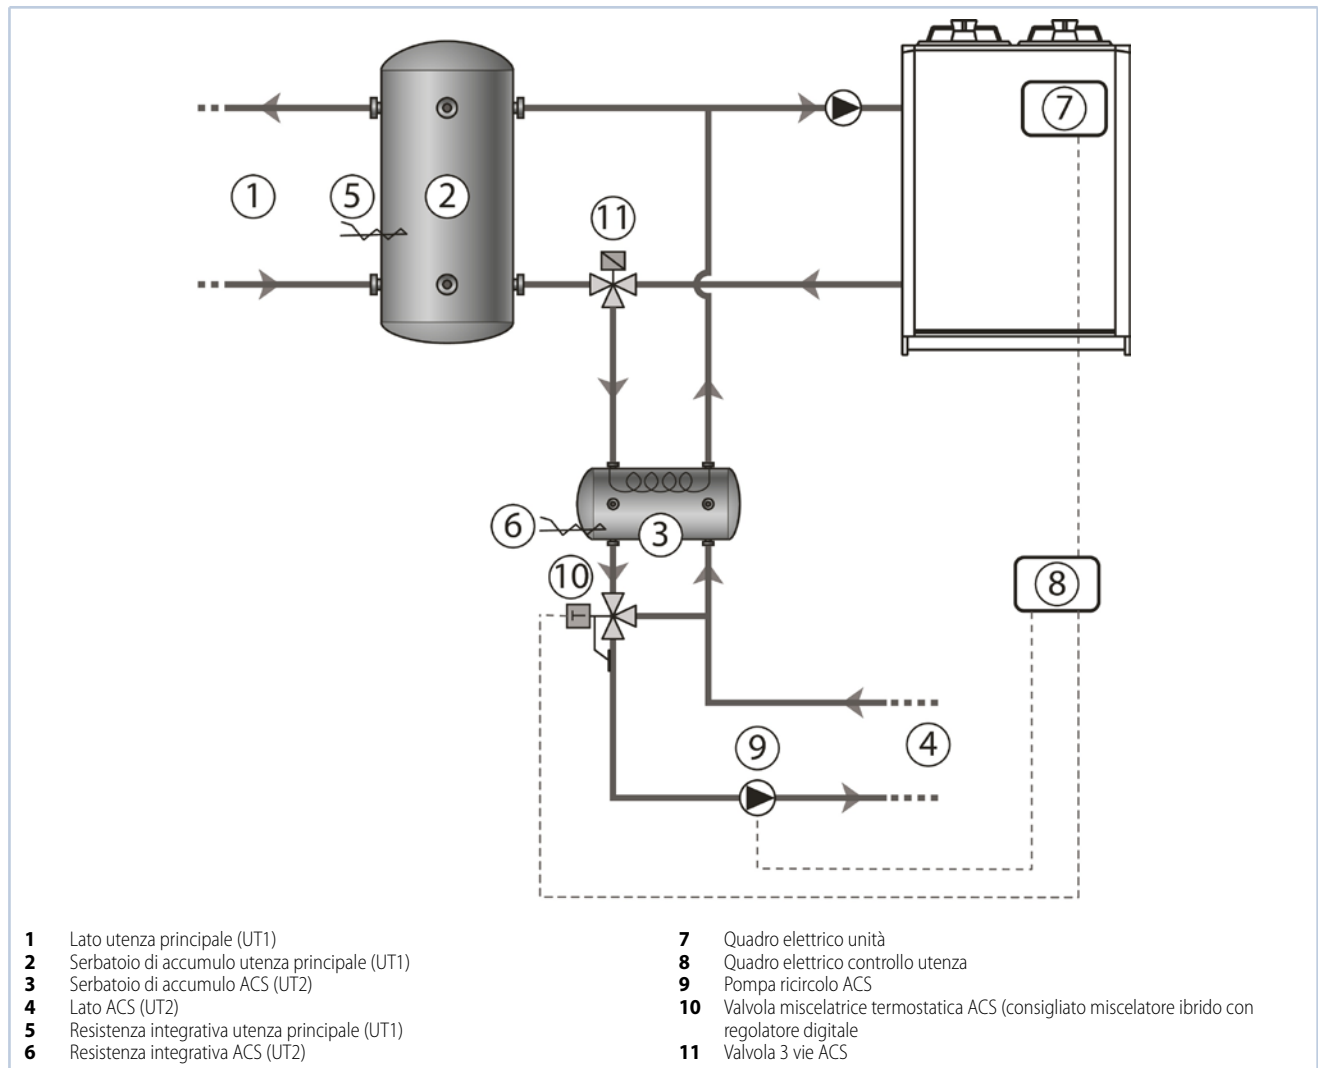 7
1
5
2
11
6
3
10
8
T
9
4
1 Lato utenza principale (UT1)
2 Serbatoio di accumulo utenza principale (UT1)
3 Serbatoio di accumulo ACS (UT2)
4 Lato ACS (UT2)
5 Resistenza integrativa utenza principale (UT1)
6 Resistenza integrativa ACS (UT2)
7 Quadro elettrico unità
8 Quadro elettrico controllo utenza
9 Pompa ricircolo ACS
10 Valvola miscelatrice termostatica ACS (consigliato miscelatore ibrido con
regolatore digitale
11 Valvola 3 vie ACS